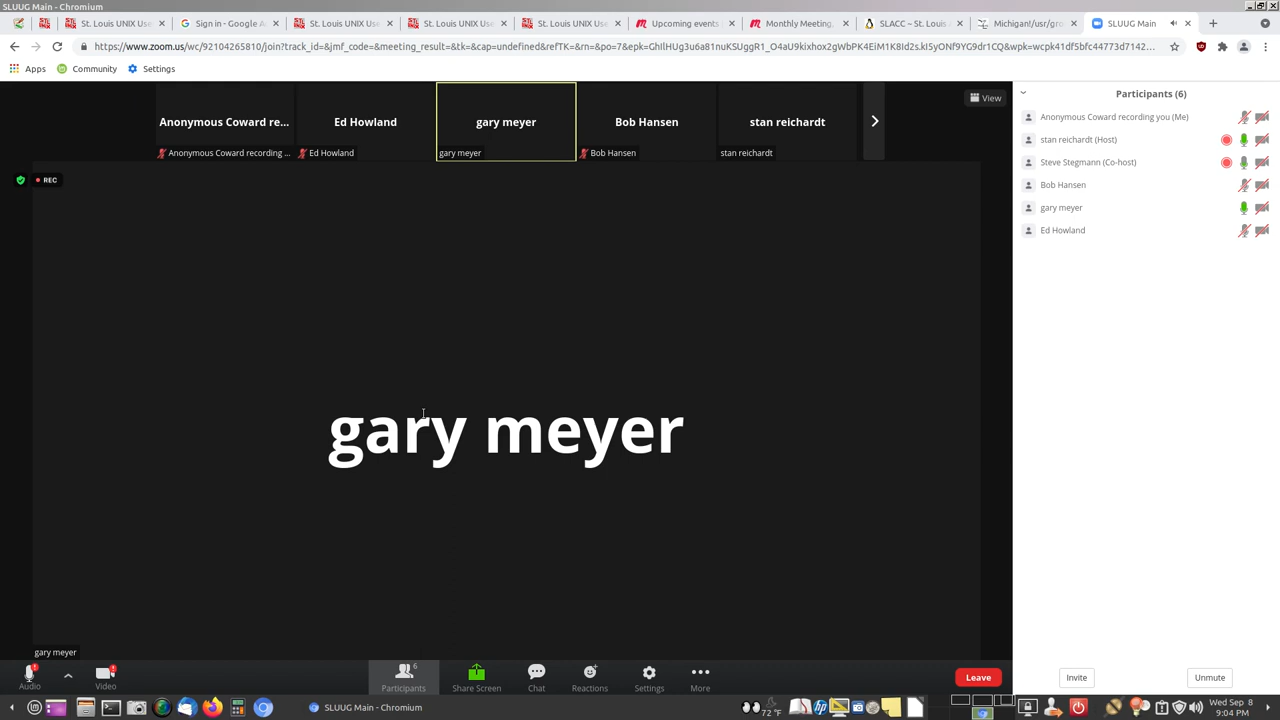 SLUUG Main - Chromium
St. Louis UNIX Use
Sign in - Google A
St. Louis UNIX Use
St. Louis UNIX Use
St. Louis UNIX Use
Upcoming events
Monthly Meeting,
SLACC ~ St. Louis
Michigan!/usr/gro
SLUUG Main
Apps
Community
Settings
Anonymous Coward re...
Ed Howland
gary meyer
Bob Hansen
stan reichardt
Anonymous Coward recording ...
Ed Howland
gary meyer
Bob Hansen
stan reichardt
View
REC
gary meyer
gary meyer
Participants (6)
Anonymous Coward recording you (Me)
stan reichardt (Host)
Steve Stegmann (Co-host)
Bob Hansen
gary meyer
Ed Howland
Invite
Unmute
Audio
Video
6
Participants
Share Screen
Chat
Reactions
Settings
More
Leave
SLUUG Main - Chromium
72 °F
Wed Sep 8
9:04 PM